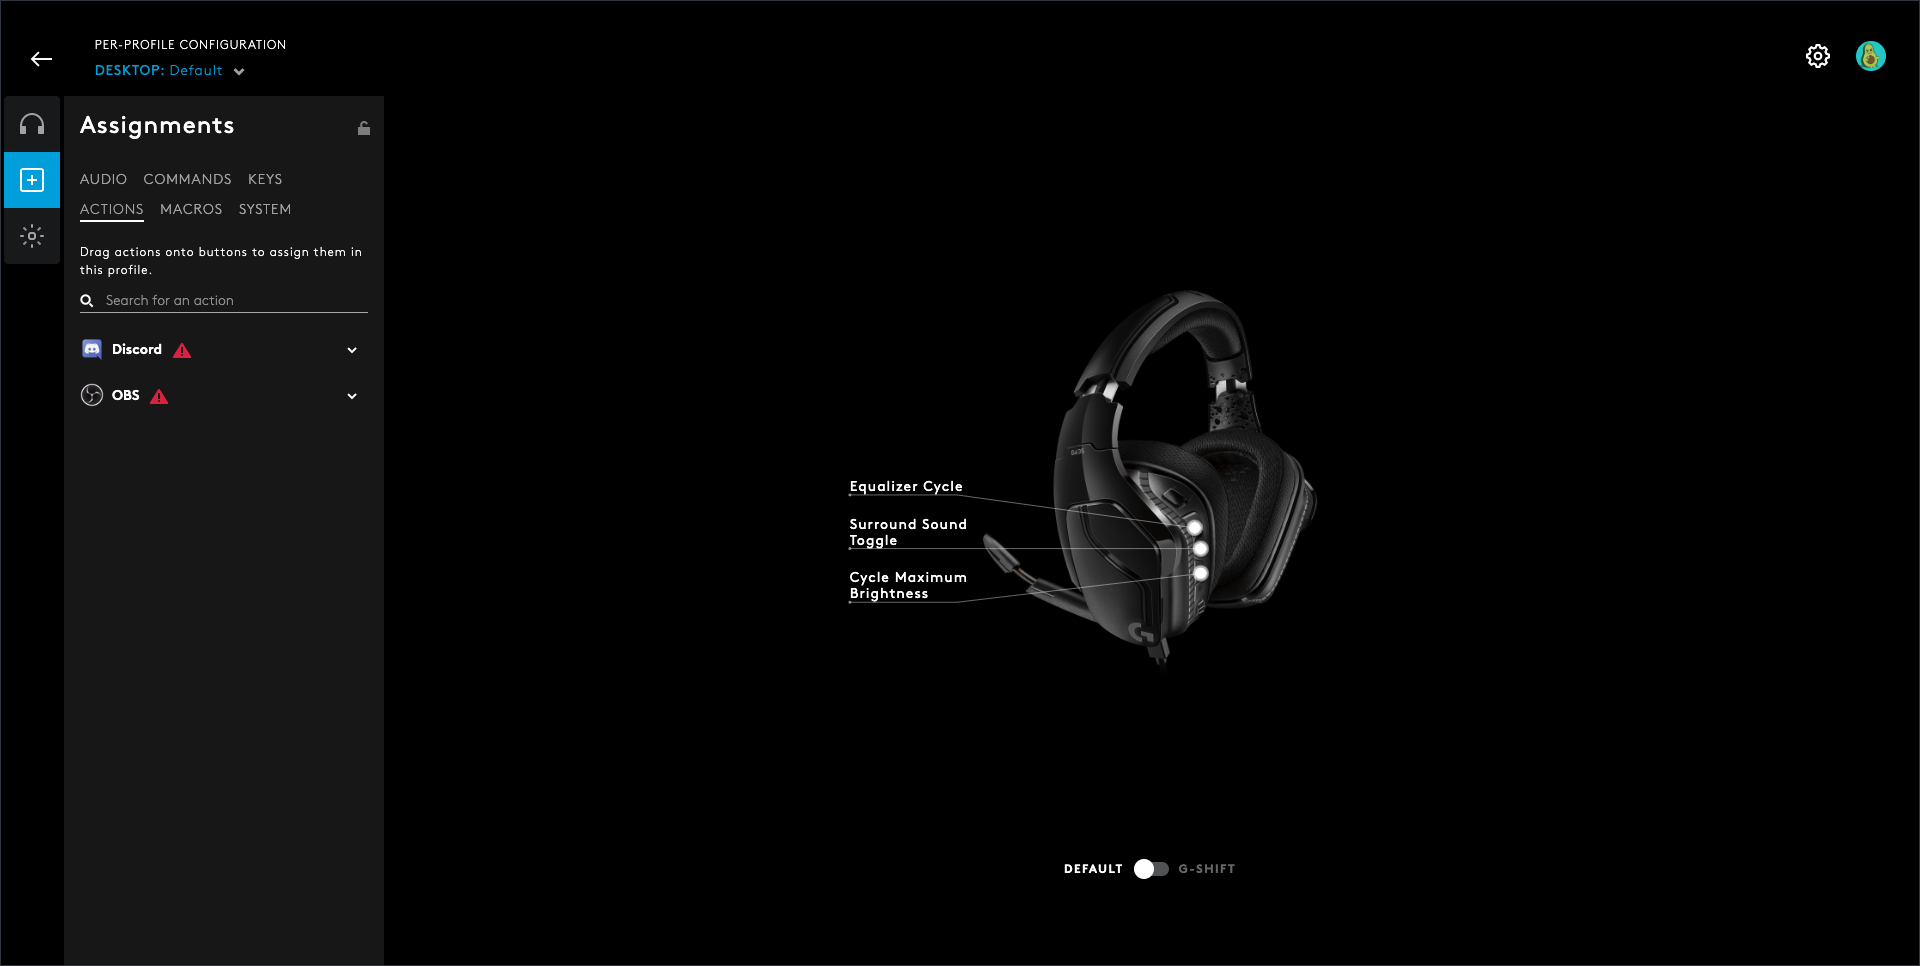 PER-PROFILE CONFIGURATION
DESKTOP: Default
Assignments
AUDIO COMMANDS KEYS
ACTIONS MACROS SYSTEM
Drag actions onto buttons to assign them in
this profile.
Search for an action
Discord
OBS
Equalizer Cycle
Surround Sound
Toggle
Cycle Maximum
Brightness
DEFAULT G-SHIFT